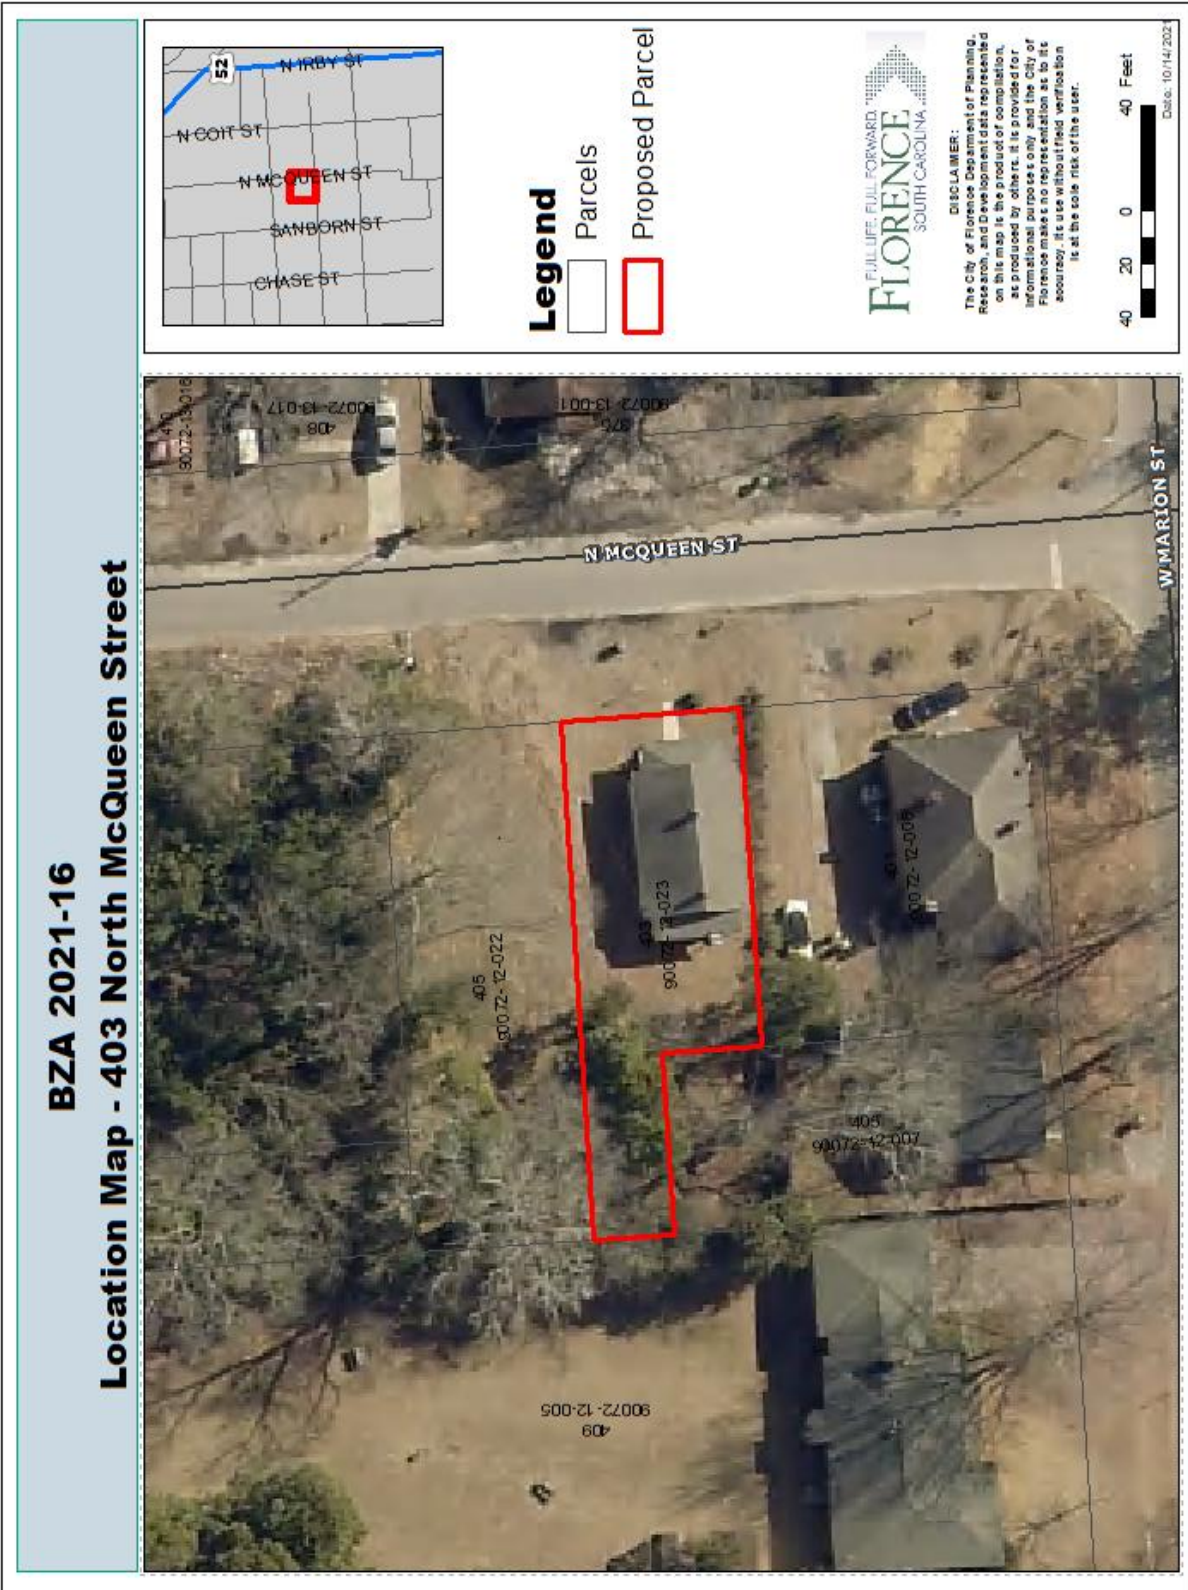 BZA 2021-16
Location Map - 403 North McQueen Street
410
90072-13-016
90072-13-017
408
90072-13-001
N MCQUEEN ST
W MARION ST
405
90072-12-022
403
90072-12-023
401
405
90072-12-007
90072-12-005
409
52
N IRBY ST
N COIT ST
N MCQUEEN ST
SANBORN ST
CHASE ST
Legend
Parcels
Proposed Parcel
FULL LIFE. FULL FORWARD.
FLORENCE
SOUTH CAROLINA
DISCLAIMER:
The City of Florence Deparment of Planning,
Research, and Development data represented
on this map is the product of compilation,
as produced by others. It is provided for
informational purposes only and the City of
Florence makes no representation as to its
accuracy. Its use without field verification
is at the sole risk of the user.
40 20 0 40 Feet
Date: 10/14/2021